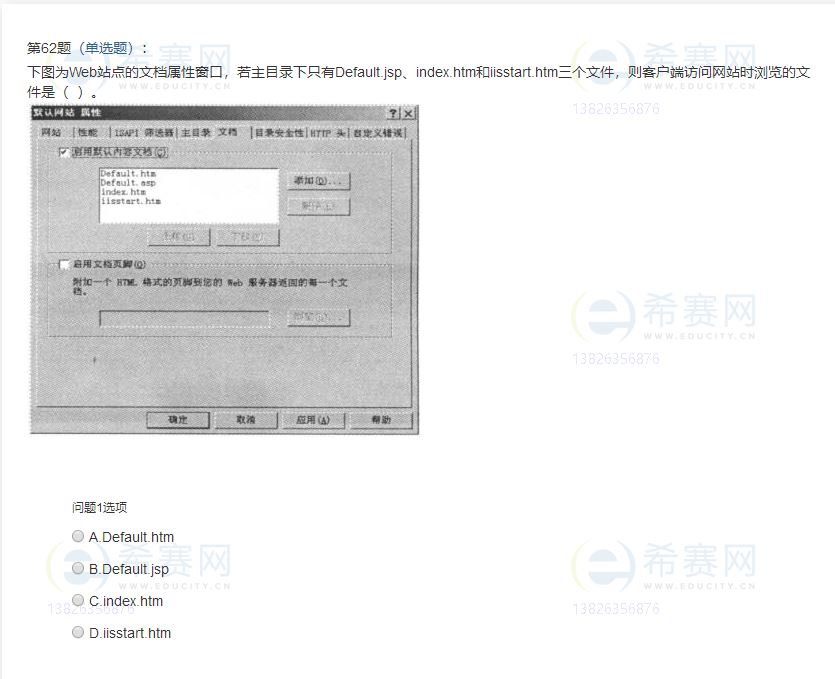 第62题（单选题）：
希赛网
WWW.EDUCITY.CN
希赛网
WWW.EDUCITY.CN
下图为Web站点的文档属性窗口，若主目录下只有Default.jsp、index.htm和iisstart.htm三个文件，则客户端访问网站时浏览的文
件是（ ）。
13826356876
默认网站 属性
网站 性能 ISAPI 筛选器 主目录 文档 目录安全性 HTTP 头 自定义错误
启用默认内容文档(C)
Default.htm
Default.asp
index.htm
iisstart.htm
添加(D)...
启用文档页脚(O)
附加一个 HTML 格式的页脚到您的 Web 服务器返回的每一个文
档。
希赛网
WWW.EDUCITY.CN
13826356876
确定 取消 应用(A) 帮助
问题1选项
A.Default.htm
希赛网
WWW.EDUCITY.CN
希赛网
WWW.EDUCITY.CN
B.Default.jsp
C.index.htm
13826356876
13826356876
D.iisstart.htm